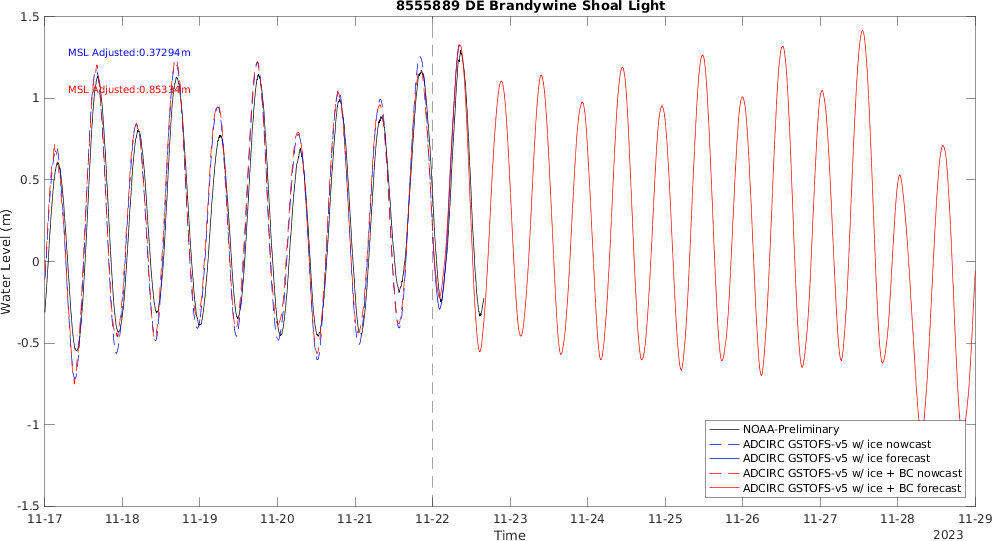 8555889 DE Brandywine Shoal Light
MSL Adjusted:0.37294m
MSL Adjusted:0.85334m
Water Level (m)
1.5
1
0.5
0
-0.5
-1
-1.5
11-17 11-18 11-19 11-20 11-21 11-22 11-23 11-24 11-25 11-26 11-27 11-28 11-29
Time
2023
NOAA-Preliminary
ADCIRC GSTOFS-v5 w/ ice nowcast
ADCIRC GSTOFS-v5 w/ ice forecast
ADCIRC GSTOFS-v5 w/ ice + BC nowcast
ADCIRC GSTOFS-v5 w/ ice + BC forecast